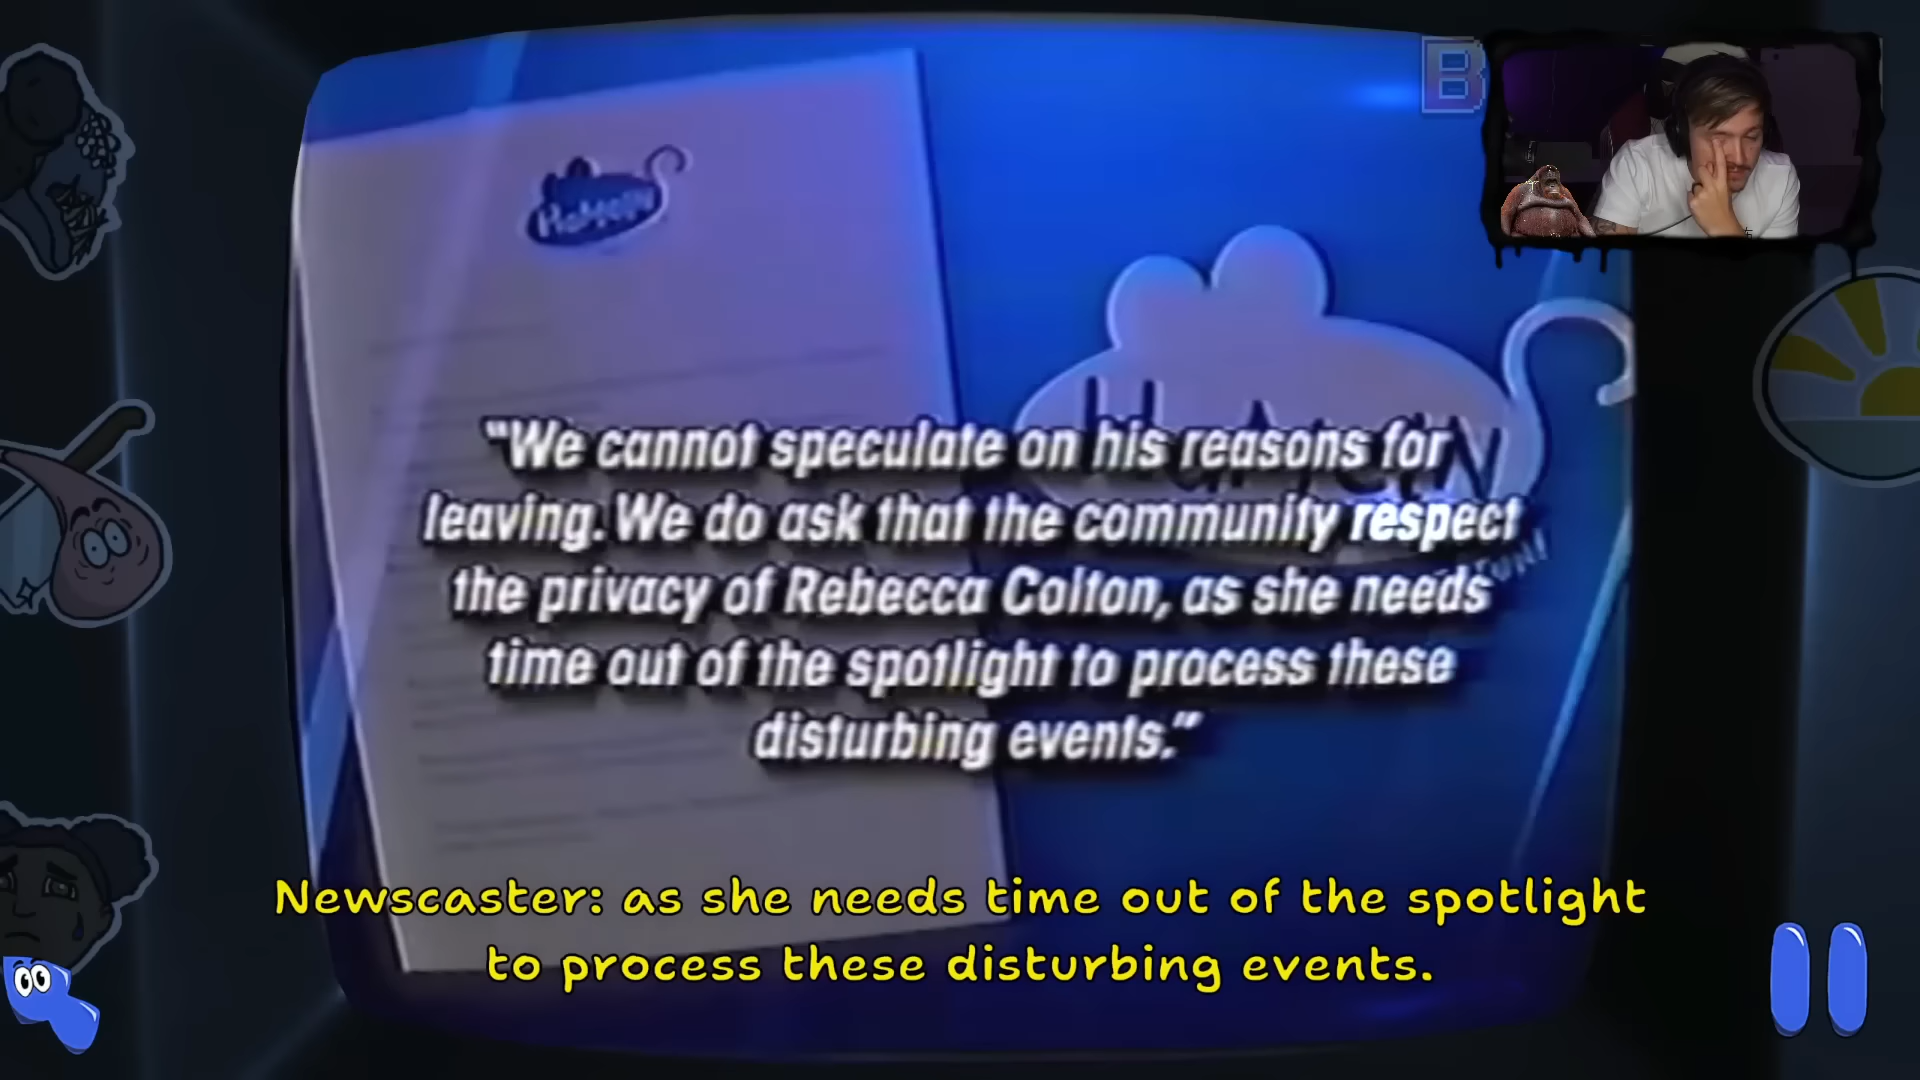 B
Hameln
Hameln
"We cannot speculate on his reasons for
leaving. We do ask that the community respect
the privacy of Rebecca Colton, as she needs
time out of the spotlight to process these
disturbing events."
Newscaster: as she needs time out of the spotlight
to process these disturbing events.